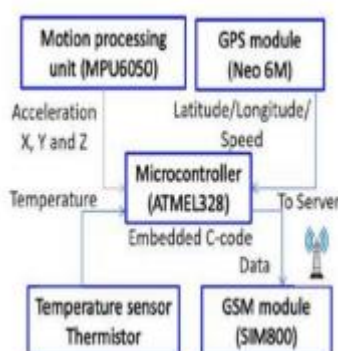 Motion processing
unit (MPU6050)
GPS module
(Neo 6M)
Acceleration
X, Y and Z
Latitude/Longitude/
Speed
Microcontroller
(ATMEL328)
Temperature
To Server
Embedded C-code
Data
Temperature sensor
Thermistor
GSM module
(SIM800)